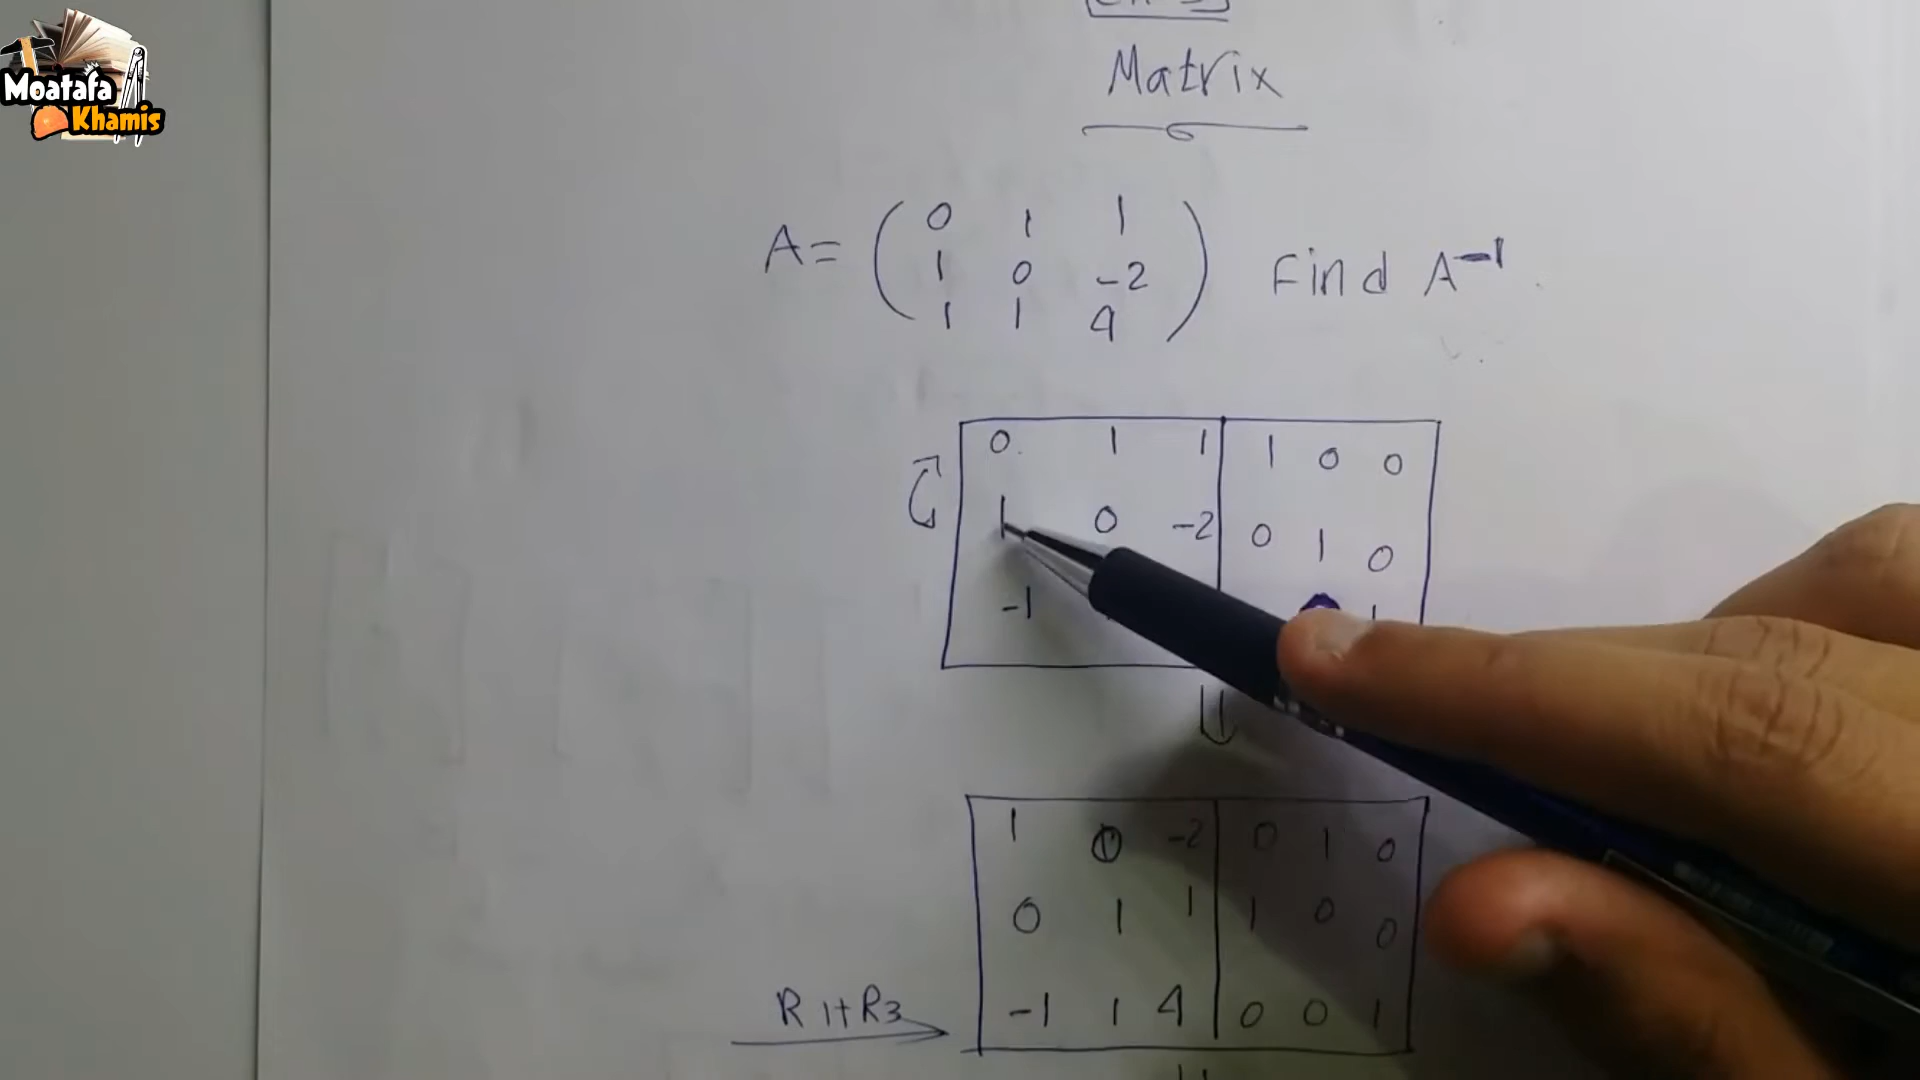 Moatafa
Khamis
Matrix
A = ( 0 1 1
1 0 -2
1 1 4 ) Find A⁻¹
0 1 1 | 1 0 0
1 0 -2 | 0 1 0
-1
1 0 -2 | 0 1 0
0 1 1 | 1 0 0
R1+R3 -1 1 4 | 0 0 1